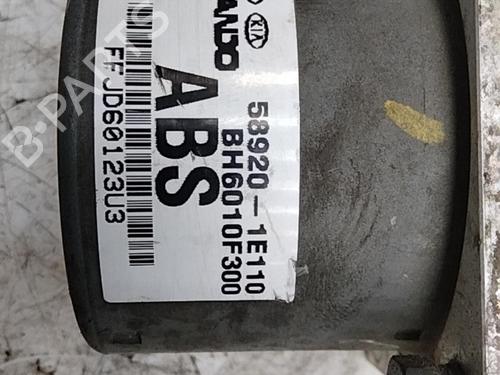 KIA
MANDO
58920-1E110
BH6010F300
ABS
FFJD60123U3
B-PARTS